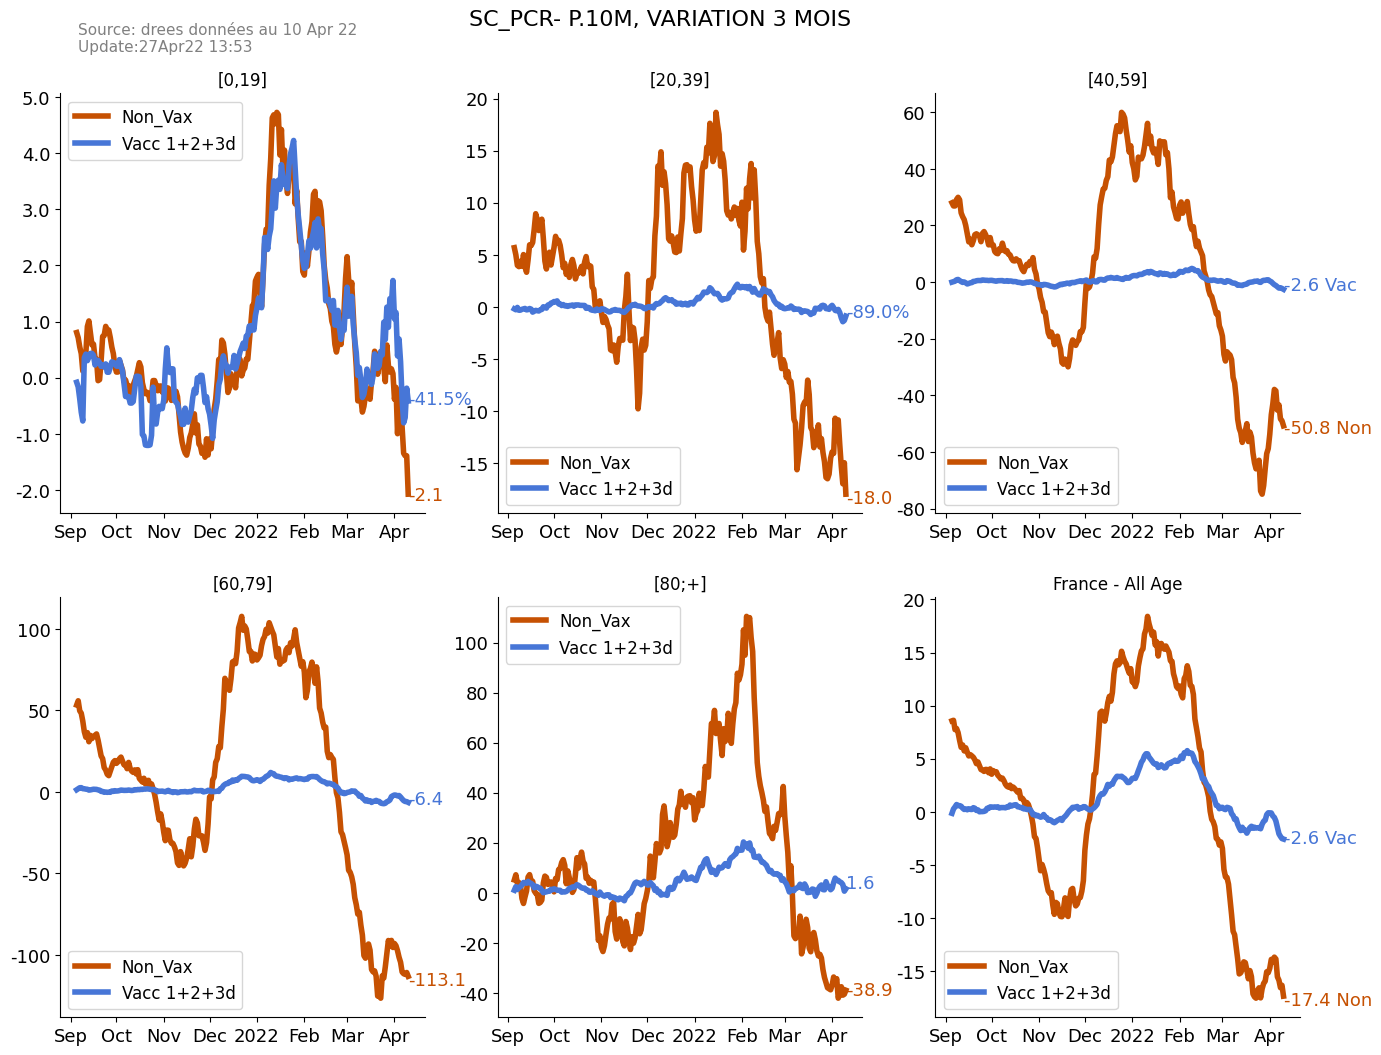 SC_PCR- P.10M, VARIATION 3 MOIS
Source: drees données au 10 Apr 22
Update:27Apr22 13:53
[0,19]
5.0
4.0
3.0
2.0
1.0
0.0
-1.0
-2.0
Non_Vax
Vacc 1+2+3d
-41.5%
-2.1
Sep Oct Nov Dec 2022 Feb Mar Apr
[20,39]
20
15
10
5
0
-5
-10
-15
-89.0%
Non_Vax
Vacc 1+2+3d
-18.0
Sep Oct Nov Dec 2022 Feb Mar Apr
[40,59]
60
40
20
0
-20
-40
-60
-80
-2.6 Vac
-50.8 Non
Non_Vax
Vacc 1+2+3d
Sep Oct Nov Dec 2022 Feb Mar Apr
[60,79]
100
50
0
-50
-100
-6.4
Non_Vax
Vacc 1+2+3d
-113.1
Sep Oct Nov Dec 2022 Feb Mar Apr
[80;+]
100
80
60
40
20
0
-20
-40
Non_Vax
Vacc 1+2+3d
1.6
-38.9
Sep Oct Nov Dec 2022 Feb Mar Apr
France - All Age
20
15
10
5
0
-5
-10
-15
-2.6 Vac
Non_Vax
Vacc 1+2+3d
-17.4 Non
Sep Oct Nov Dec 2022 Feb Mar Apr